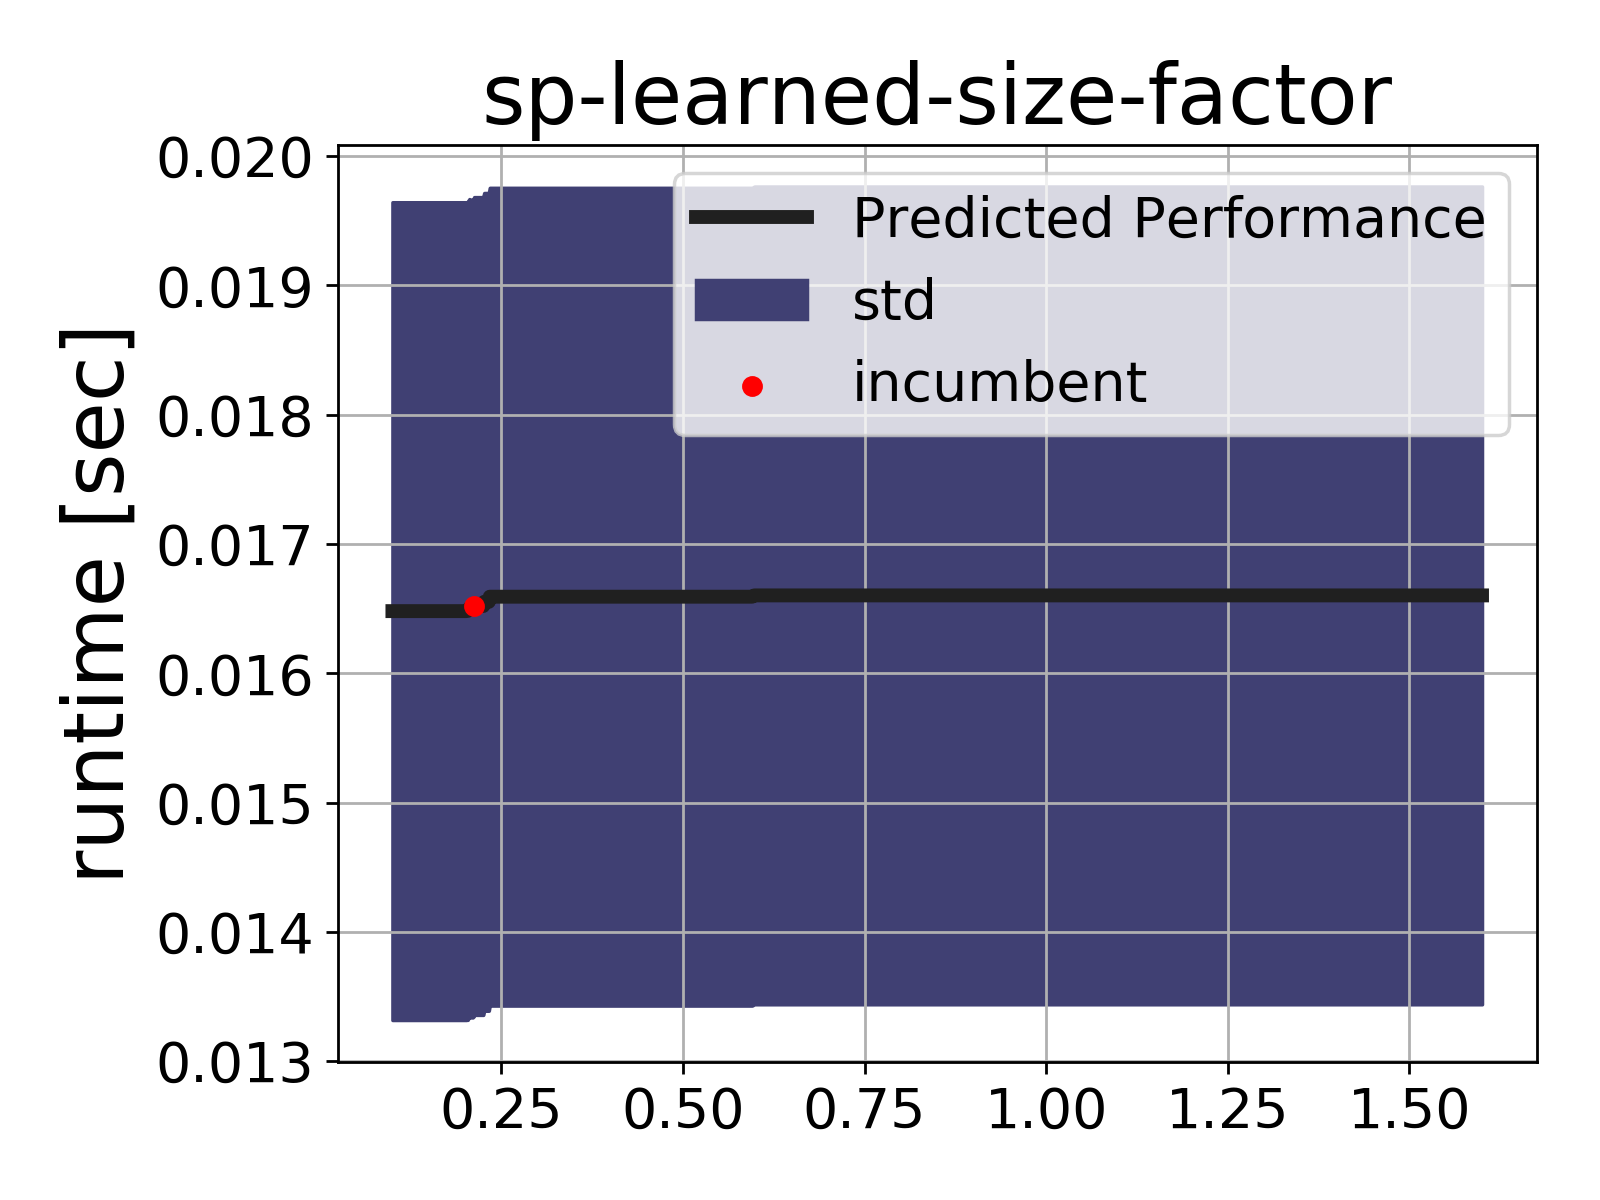 sp-learned-size-factor
0.020
0.019
0.018
0.017
0.016
0.015
0.014
0.013
runtime [sec]
Predicted Performance
std
incumbent
0.25 0.50 0.75 1.00 1.25 1.50